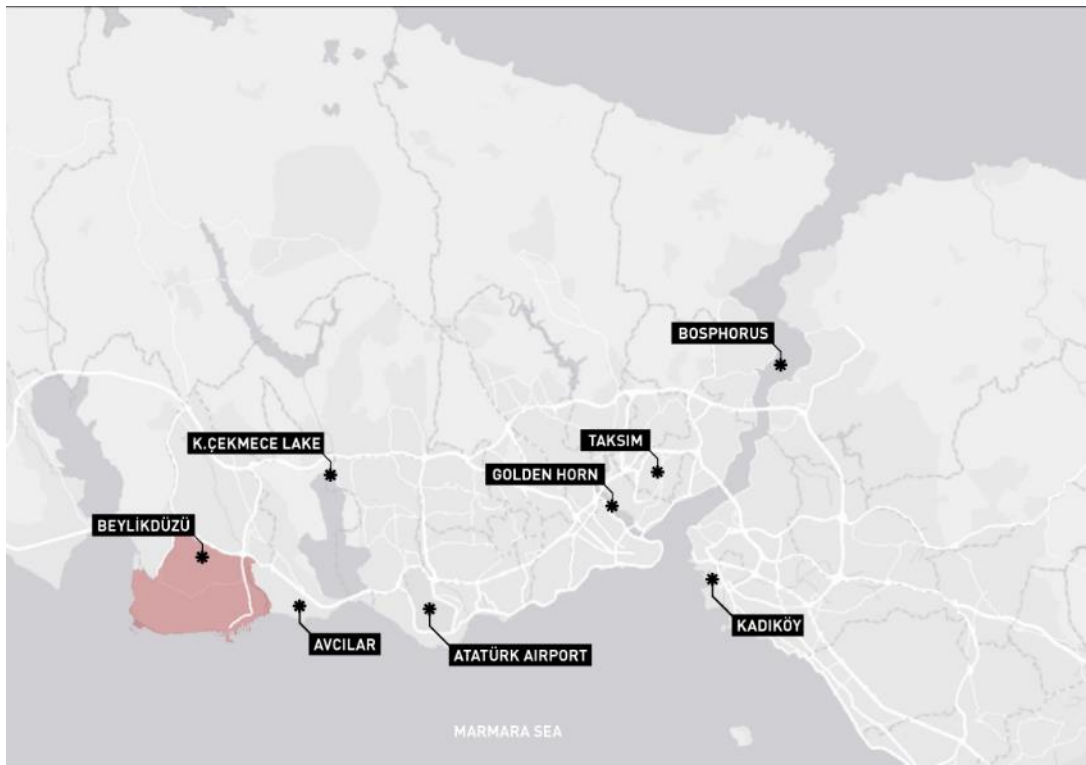 BOSPHORUS
TAKSIM
K.ÇEKMECE LAKE
GOLDEN HORN
BEYLİKDÜZÜ
KADIKÖY
AVCILAR
ATATÜRK AIRPORT
MARMARA SEA